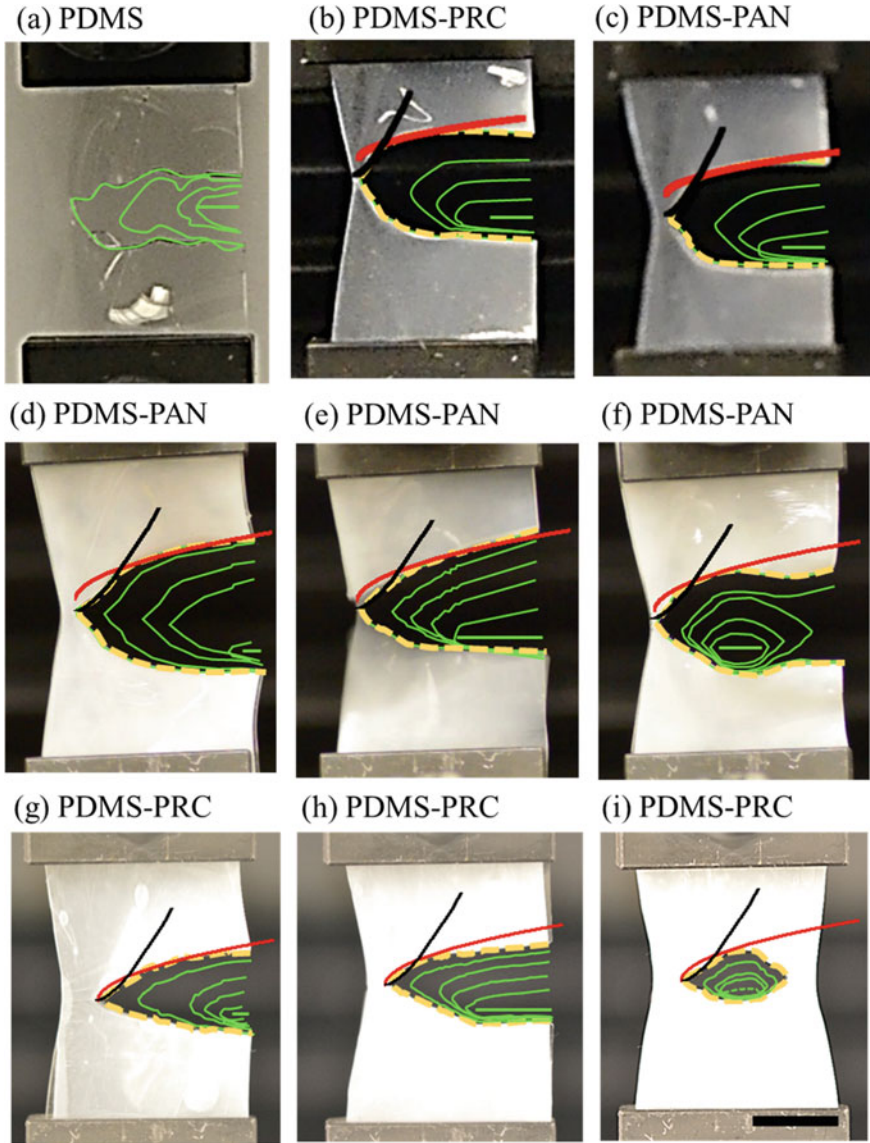 (a) PDMS
(b) PDMS-PRC
(c) PDMS-PAN
(d) PDMS-PAN
(e) PDMS-PAN
(f) PDMS-PAN
(g) PDMS-PRC
(h) PDMS-PRC
(i) PDMS-PRC